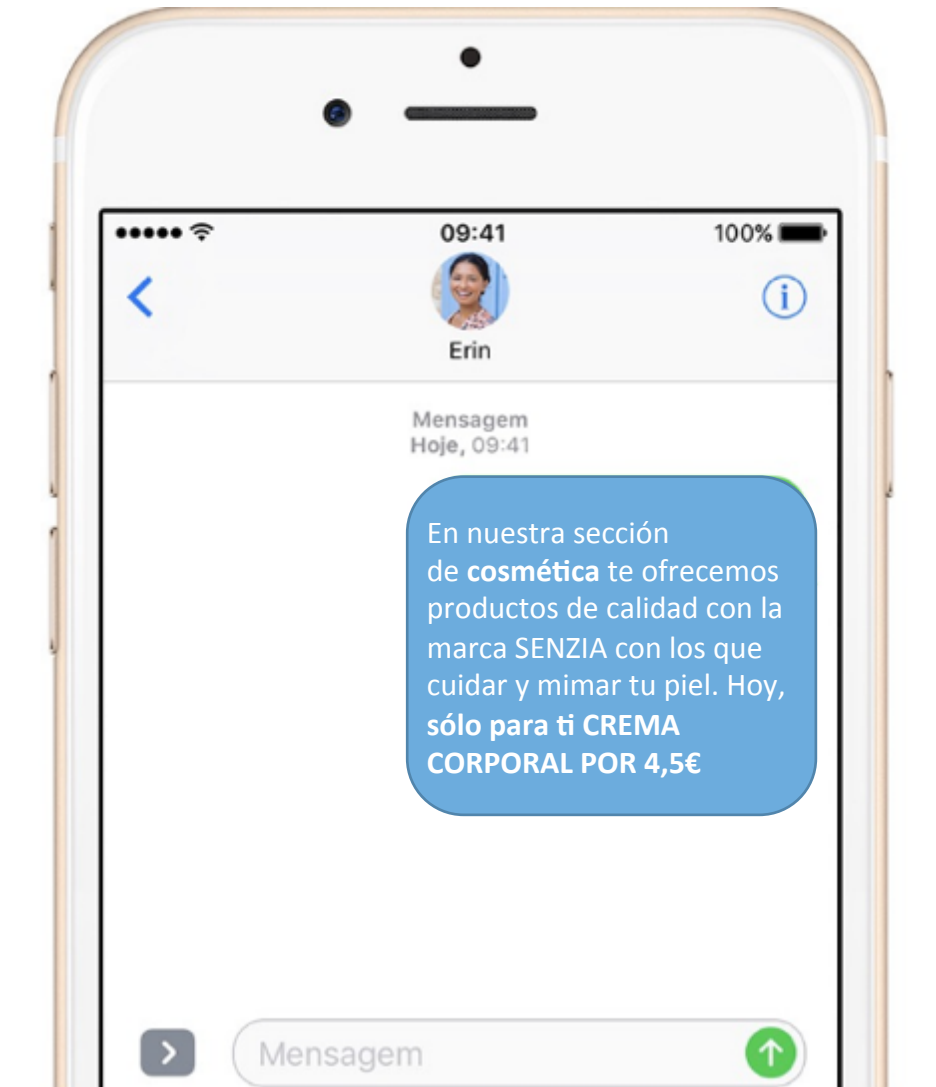 09:41
100%
Erin
Mensagem
Hoje, 09:41
En nuestra sección
de cosmética te ofrecemos
productos de calidad con la
marca SENZIA con los que
cuidar y mimar tu piel. Hoy,
sólo para ti CREMA
CORPORAL POR 4,5€
Mensagem